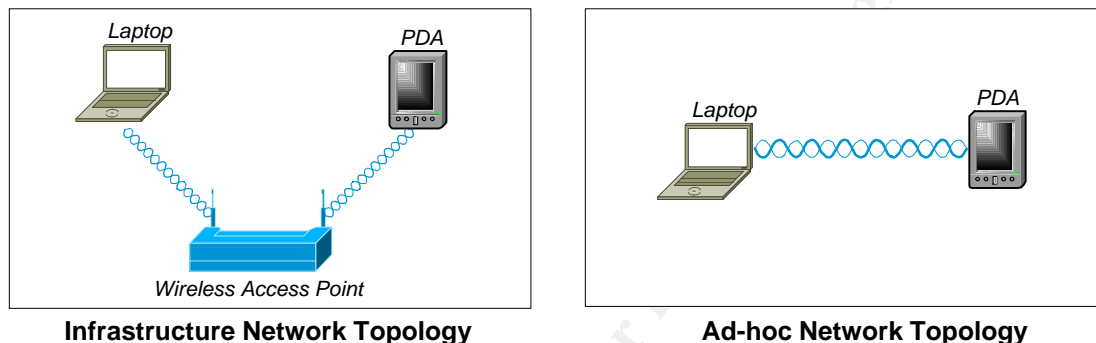 Laptop
PDA
Wireless Access Point
Infrastructure Network Topology
Laptop
PDA
Ad-hoc Network Topology